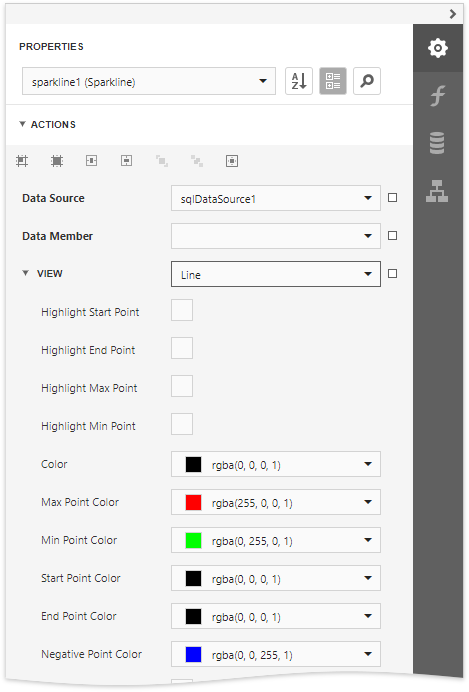 PROPERTIES
sparkline1 (Sparkline)
A Z
ACTIONS
Data Source sqlDataSource1
Data Member
VIEW Line
Highlight Start Point
Highlight End Point
Highlight Max Point
Highlight Min Point
Color rgba(0, 0, 0, 1)
Max Point Color rgba(255, 0, 0, 1)
Min Point Color rgba(0, 255, 0, 1)
Start Point Color rgba(0, 0, 0, 1)
End Point Color rgba(0, 0, 0, 1)
Negative Point Color rgba(0, 0, 255, 1)